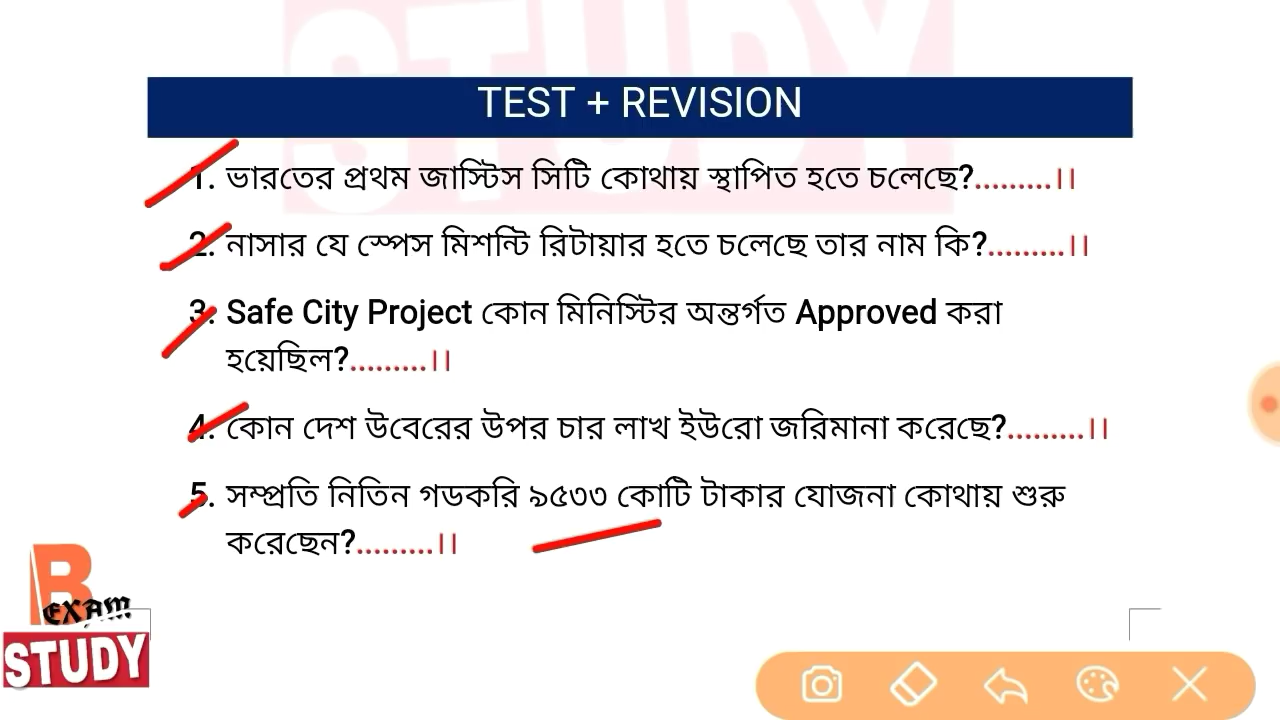 STUDY
TEST + REVISION
1. ভারতের প্রথম জাস্টিস সিটি কোথায় স্থাপিত হতে চলেছে?.........।।
2. নাসার যে স্পেস মিশন্টি রিটায়ার হতে চলেছে তার নাম কি?.........।।
3. Safe City Project কোন মিনিস্টির অন্তর্গত Approved করা
হয়েছিল?.........।।
4. কোন দেশ উবেরের উপর চার লাখ ইউরো জরিমানা করেছে?.........।।
5. সম্প্রতি নিতিন গডকরি ৯৫৩৩ কোটি টাকার যোজনা কোথায় শুরু
করেছেন?.........।।
B
EXAM
STUDY